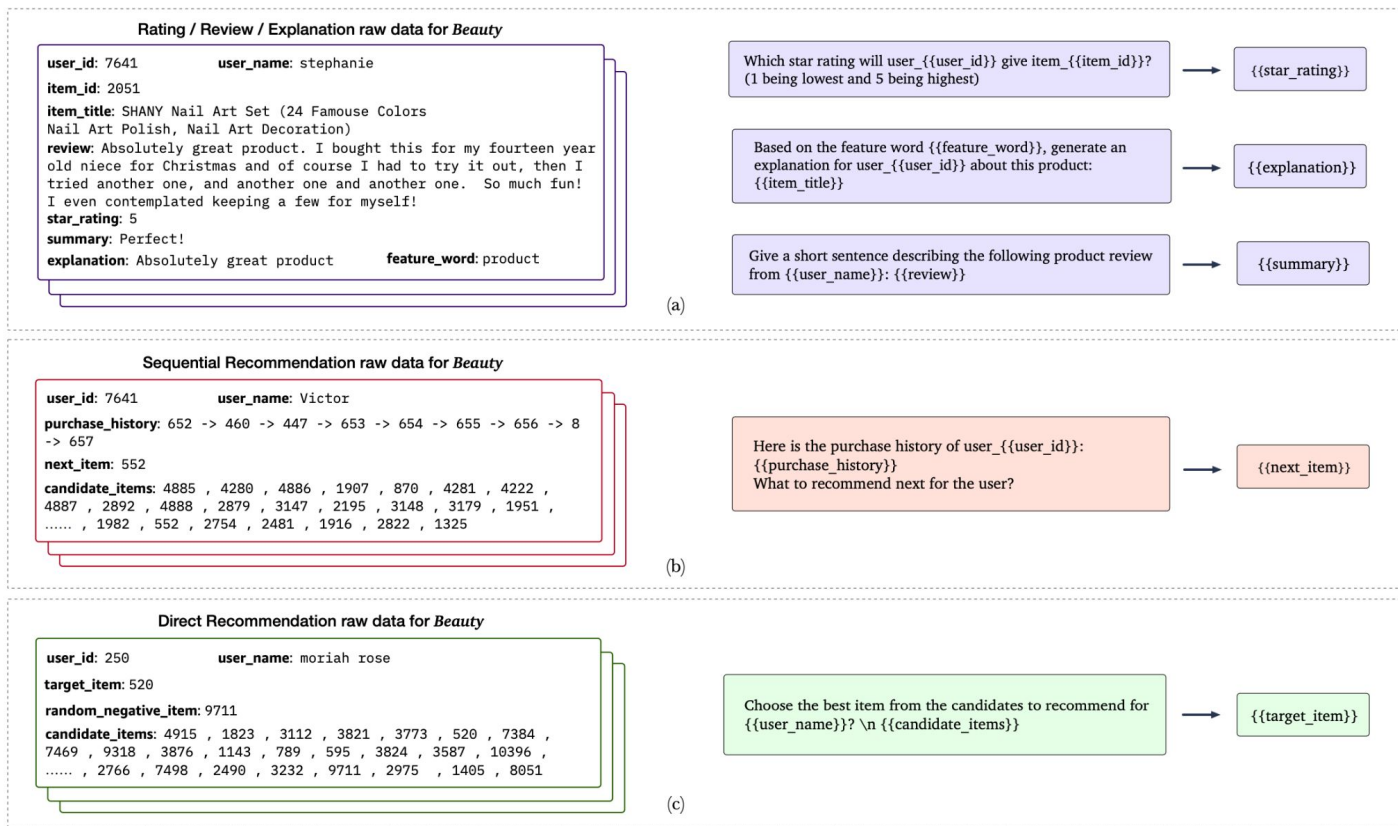 Rating / Review / Explanation raw data for Beauty
user_id: 7641 user_name: stephanie
item_id: 2051
item_title: SHANY Nail Art Set (24 Famouse Colors
Nail Art Polish, Nail Art Decoration)
review: Absolutely great product. I bought this for my fourteen year
old niece for Christmas and of course I had to try it out, then I
tried another one, and another one and another one. So much fun!
I even contemplated keeping a few for myself!
star_rating: 5
summary: Perfect!
explanation: Absolutely great product feature_word: product
Which star rating will user_{{user_id}} give item_{{item_id}}?
(1 being lowest and 5 being highest)
{{star_rating}}
Based on the feature word {{feature_word}}, generate an
explanation for user_{{user_id}} about this product:
{{item_title}}
{{explanation}}
Give a short sentence describing the following product review
from {{user_name}}: {{review}}
{{summary}}
(a)
Sequential Recommendation raw data for Beauty
user_id: 7641 user_name: Victor
purchase_history: 652 -> 460 -> 447 -> 653 -> 654 -> 655 -> 656 -> 8
-> 657
next_item: 552
candidate_items: 4885 , 4280 , 4886 , 1907 , 870 , 4281 , 4222 ,
4887 , 2892 , 4888 , 2879 , 3147 , 2195 , 3148 , 3179 , 1951 ,
...... , 1982 , 552 , 2754 , 2481 , 1916 , 2822 , 1325
Here is the purchase history of user_{{user_id}}:
{{purchase_history}}
What to recommend next for the user?
{{next_item}}
(b)
Direct Recommendation raw data for Beauty
user_id: 250 user_name: moriah rose
target_item: 520
random_negative_item: 9711
candidate_items: 4915 , 1823 , 3112 , 3821 , 3773 , 520 , 7384 ,
7469 , 9318 , 3876 , 1143 , 789 , 595 , 3824 , 3587 , 10396 ,
...... , 2766 , 7498 , 2490 , 3232 , 9711 , 2975 , 1405 , 8051
Choose the best item from the candidates to recommend for
{{user_name}}? \n {{candidate_items}}
{{target_item}}
(c)